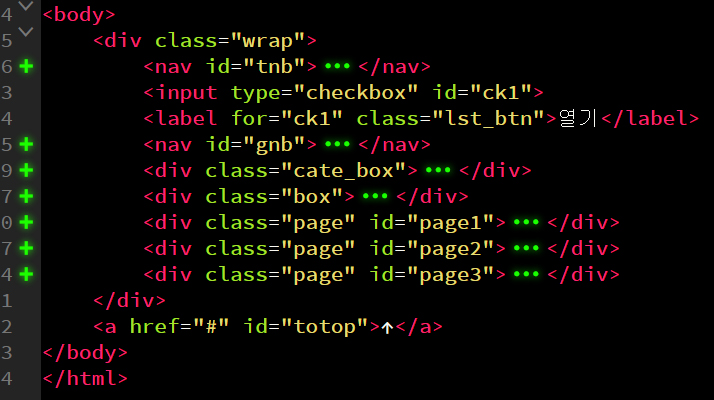 4 <body>
5 <div class="wrap">
6 <nav id="tnb">•••</nav>
3 <input type="checkbox" id="ck1">
4 <label for="ck1" class="lst_btn">열기</label>
5 <nav id="gnb">•••</nav>
9 <div class="cate_box">•••</div>
7 <div class="box">•••</div>
0 <div class="page" id="page1">•••</div>
7 <div class="page" id="page2">•••</div>
4 <div class="page" id="page3">•••</div>
1 </div>
2 <a href="#" id="totop">↑</a>
3 </body>
4 </html>